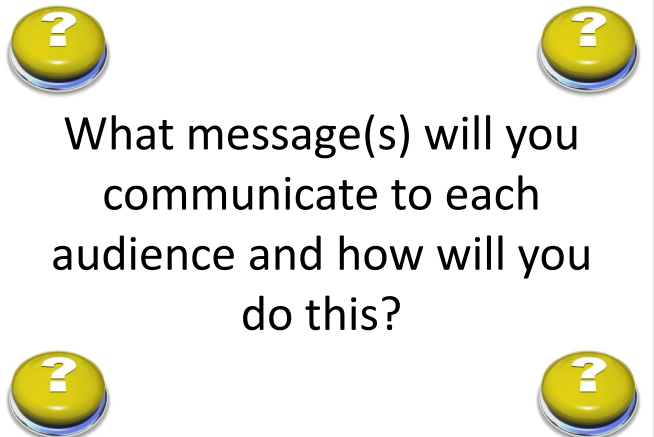 ? ?
What message(s) will you
communicate to each
audience and how will you
do this?
? ?